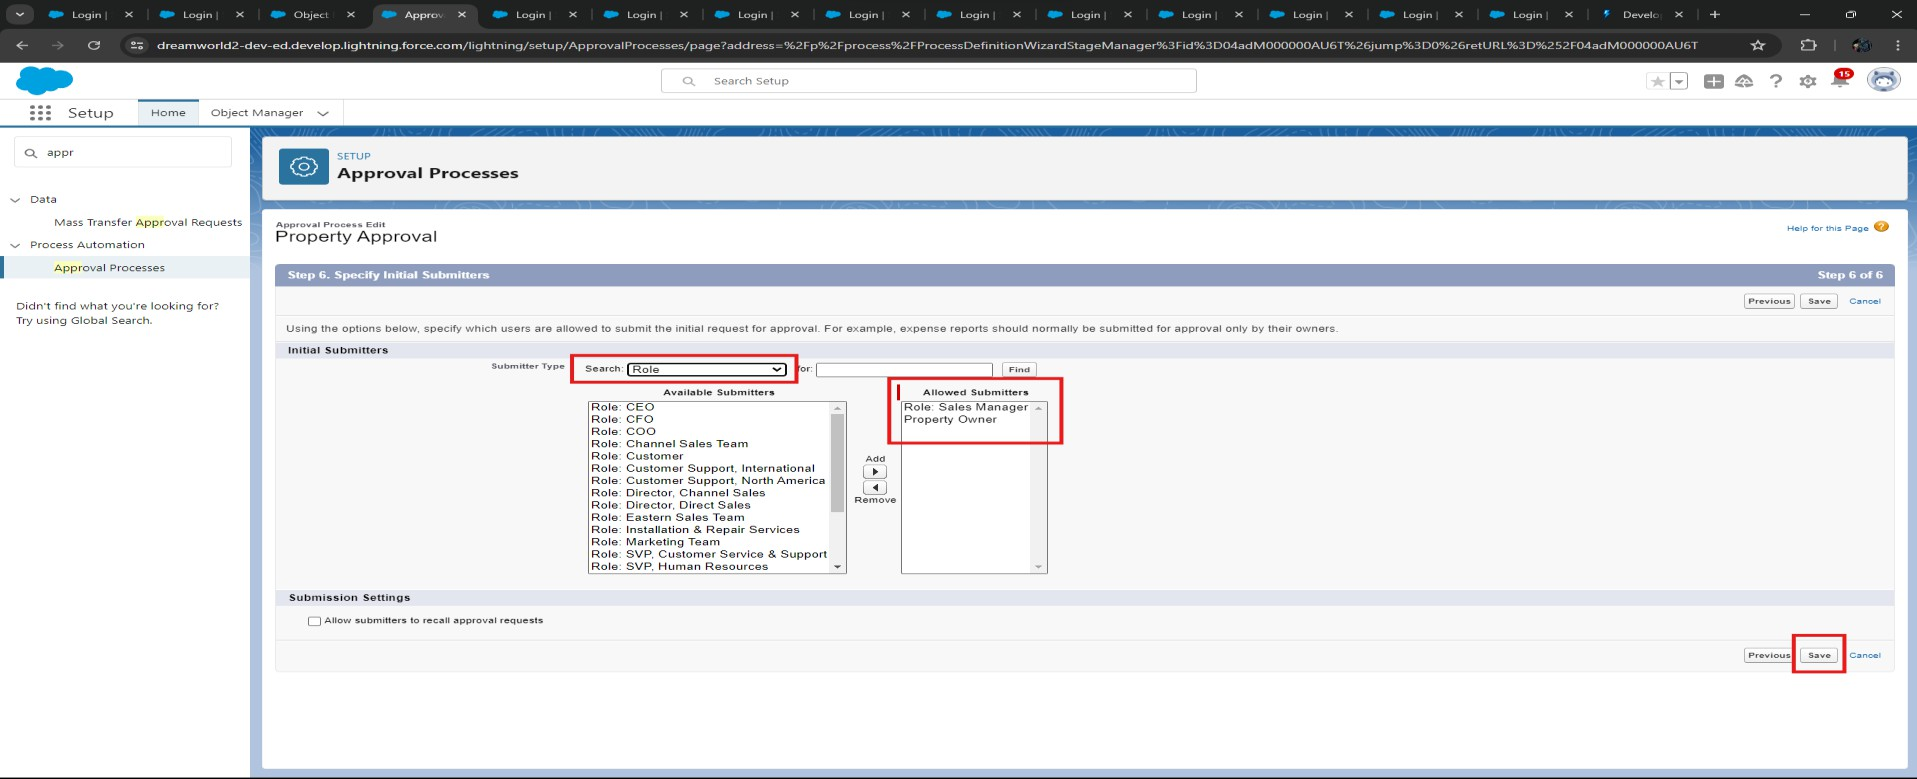 Login | Login | Object Approv Login | Login | Login | Login | Login | Login | Login | Login | Login | Login | Develo
dreamworld2-dev-ed.develop.lightning.force.com/lightning/setup/ApprovalProcesses/page?address=%2Fp%2Fprocess%2FProcessDefinitionWizardStageManager%3Fid%3D04adM000000AU6T%26jump%3D0%26retURL%3D%252F04adM000000AU6T
Search Setup
15
Setup Home Object Manager
appr
Data
Mass Transfer Approval Requests
Process Automation
Approval Processes
Didn't find what you're looking for?
Try using Global Search.
SETUP
Approval Processes
Approval Process Edit
Property Approval
Help for this Page
Step 6. Specify Initial Submitters Step 6 of 6
Previous Save Cancel
Using the options below, specify which users are allowed to submit the initial request for approval. For example, expense reports should normally be submitted for approval only by their owners.
Initial Submitters
Submitter Type Search: Role for: Find
Available Submitters
Role: CEO
Role: CFO
Role: COO
Role: Channel Sales Team
Role: Customer
Role: Customer Support, International
Role: Customer Support, North America
Role: Director, Channel Sales
Role: Director, Direct Sales
Role: Eastern Sales Team
Role: Installation & Repair Services
Role: Marketing Team
Role: SVP, Customer Service & Support
Role: SVP, Human Resources
Add
Remove
Allowed Submitters
Role: Sales Manager
Property Owner
Submission Settings
Allow submitters to recall approval requests
Previous Save Cancel